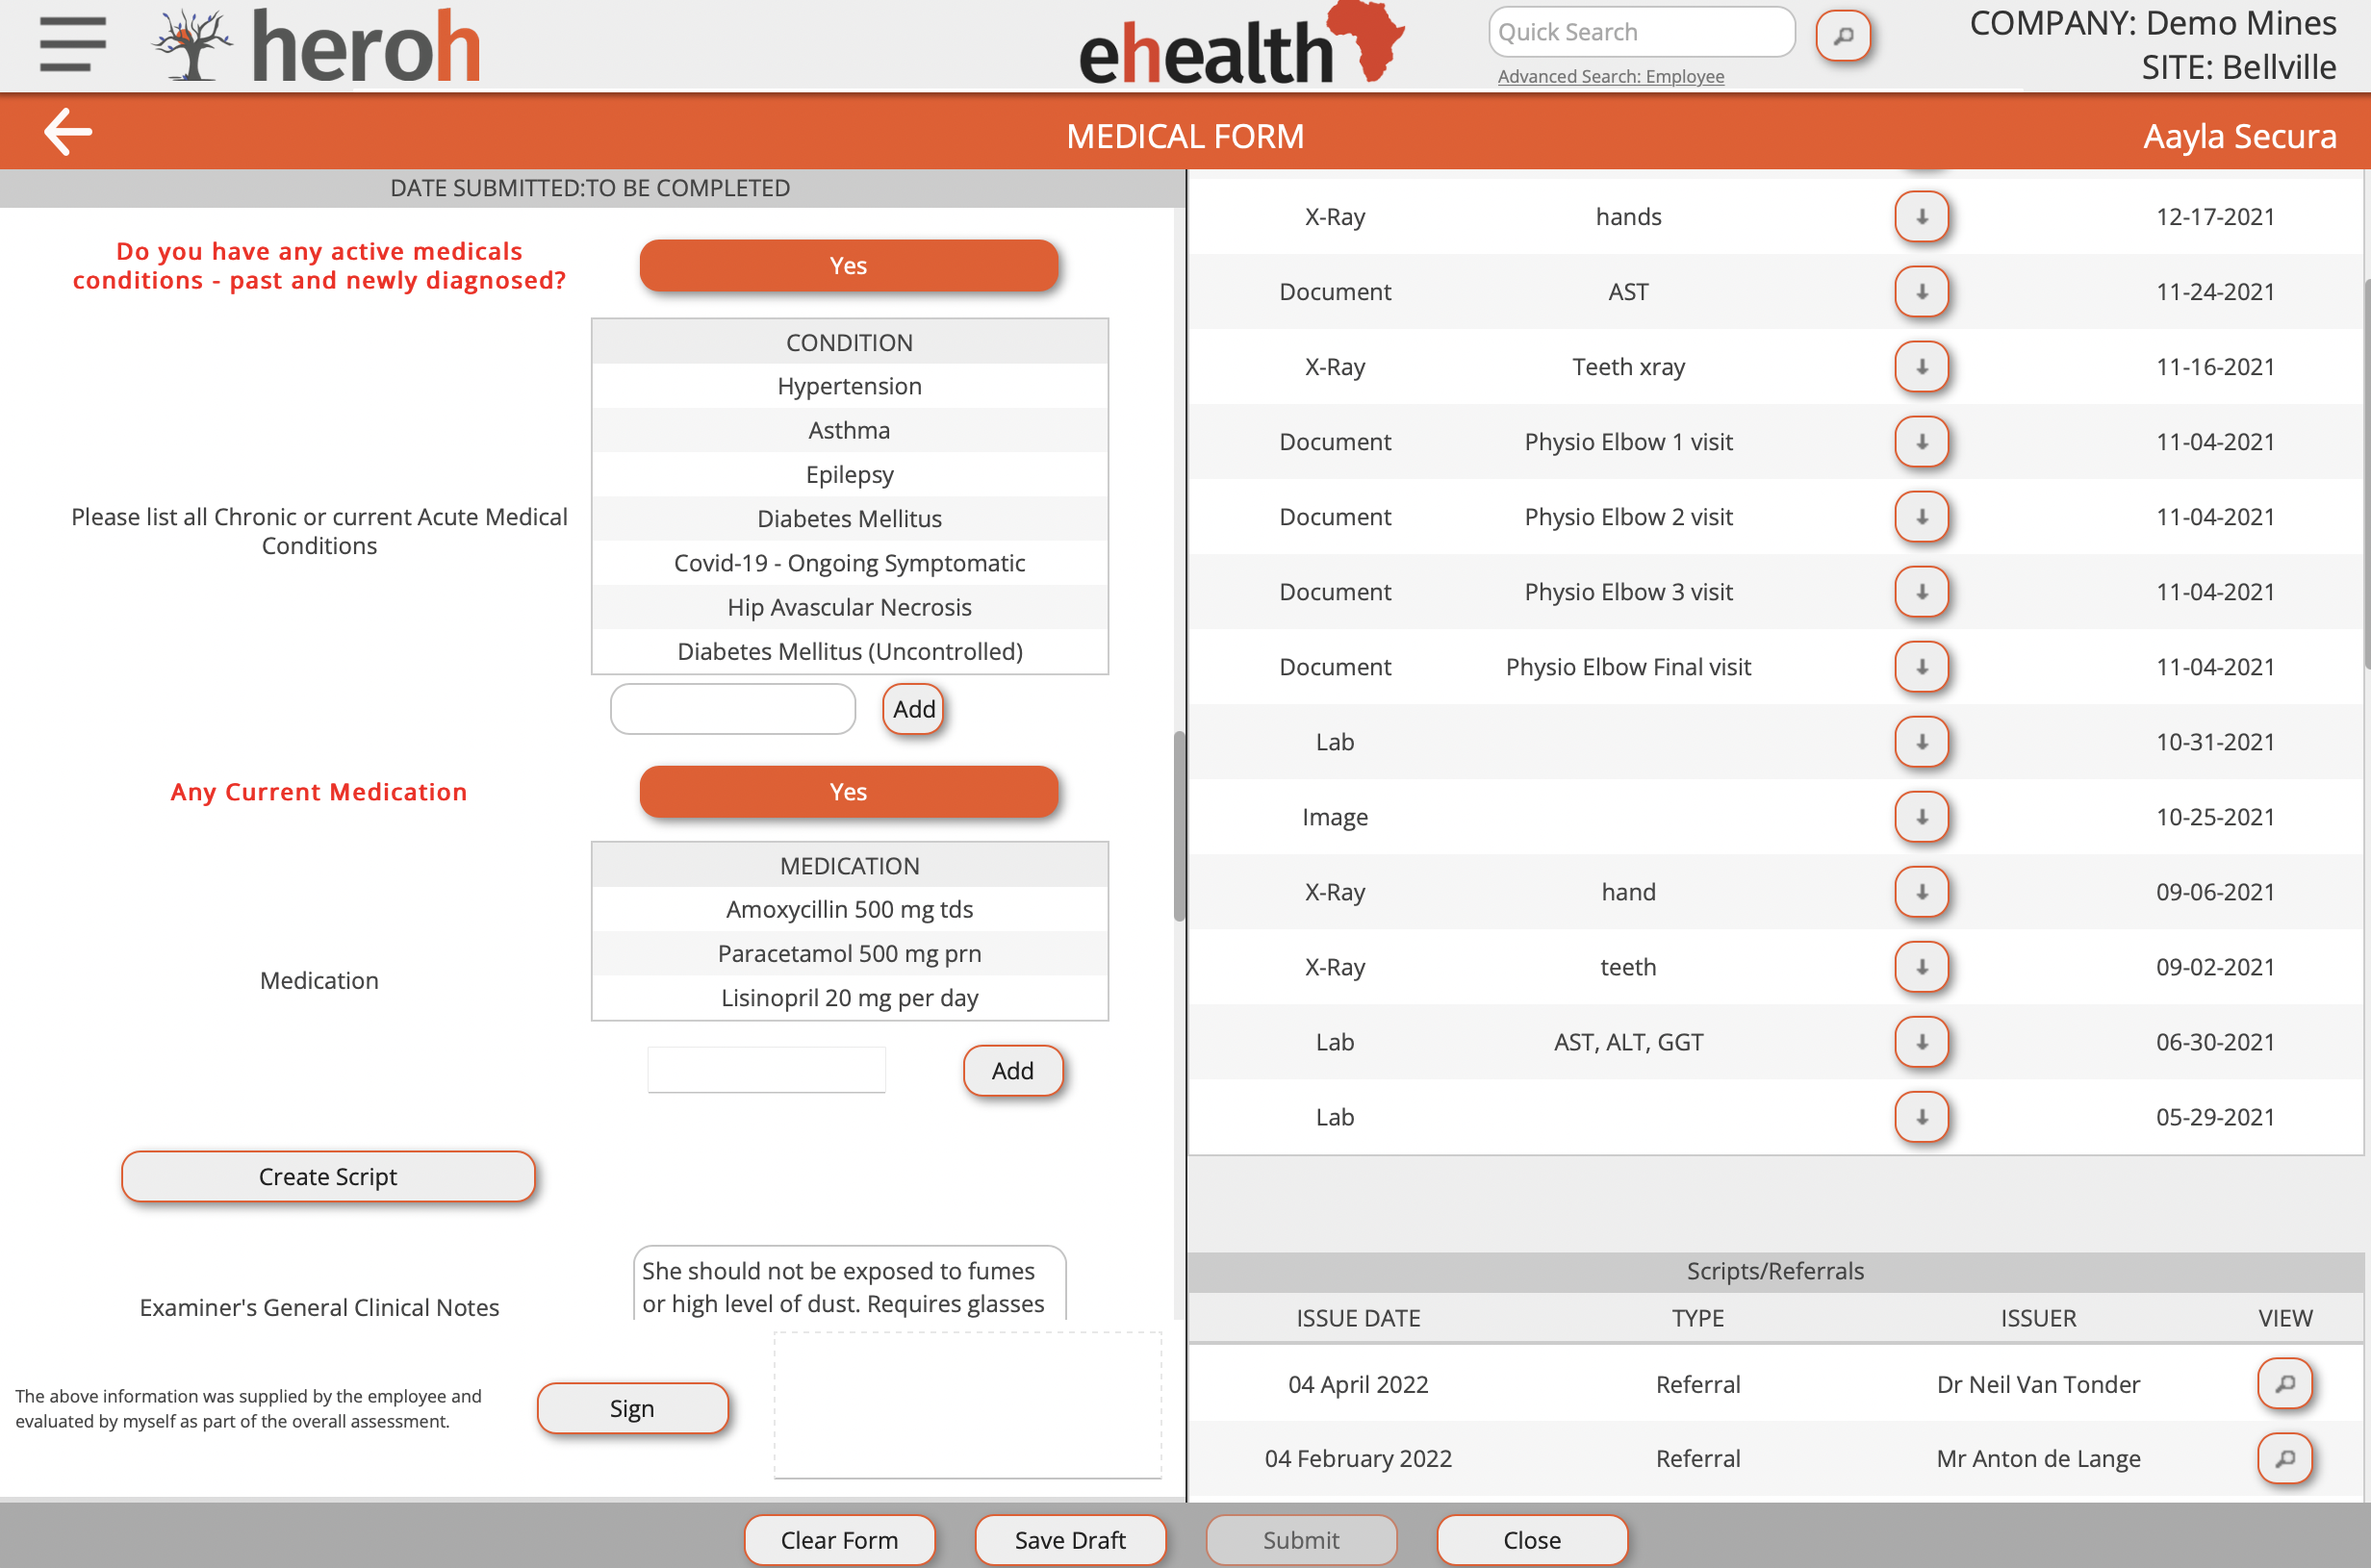 heroh
ehealth
Quick Search
Advanced Search: Employee
COMPANY: Demo Mines
SITE: Bellville
MEDICAL FORM
Aayla Secura
DATE SUBMITTED:TO BE COMPLETED
Do you have any active medicals
conditions - past and newly diagnosed?
Yes
Please list all Chronic or current Acute Medical
Conditions
CONDITION
Hypertension
Asthma
Epilepsy
Diabetes Mellitus
Covid-19 - Ongoing Symptomatic
Hip Avascular Necrosis
Diabetes Mellitus (Uncontrolled)
Add
Any Current Medication
Yes
Medication
MEDICATION
Amoxycillin 500 mg tds
Paracetamol 500 mg prn
Lisinopril 20 mg per day
Add
Create Script
Examiner's General Clinical Notes
She should not be exposed to fumes
or high level of dust. Requires glasses
The above information was supplied by the employee and
evaluated by myself as part of the overall assessment.
Sign
X-Ray hands 12-17-2021
Document AST 11-24-2021
X-Ray Teeth xray 11-16-2021
Document Physio Elbow 1 visit 11-04-2021
Document Physio Elbow 2 visit 11-04-2021
Document Physio Elbow 3 visit 11-04-2021
Document Physio Elbow Final visit 11-04-2021
Lab 10-31-2021
Image 10-25-2021
X-Ray hand 09-06-2021
X-Ray teeth 09-02-2021
Lab AST, ALT, GGT 06-30-2021
Lab 05-29-2021
Scripts/Referrals
ISSUE DATE TYPE ISSUER VIEW
04 April 2022 Referral Dr Neil Van Tonder
04 February 2022 Referral Mr Anton de Lange
Clear Form
Save Draft
Submit
Close